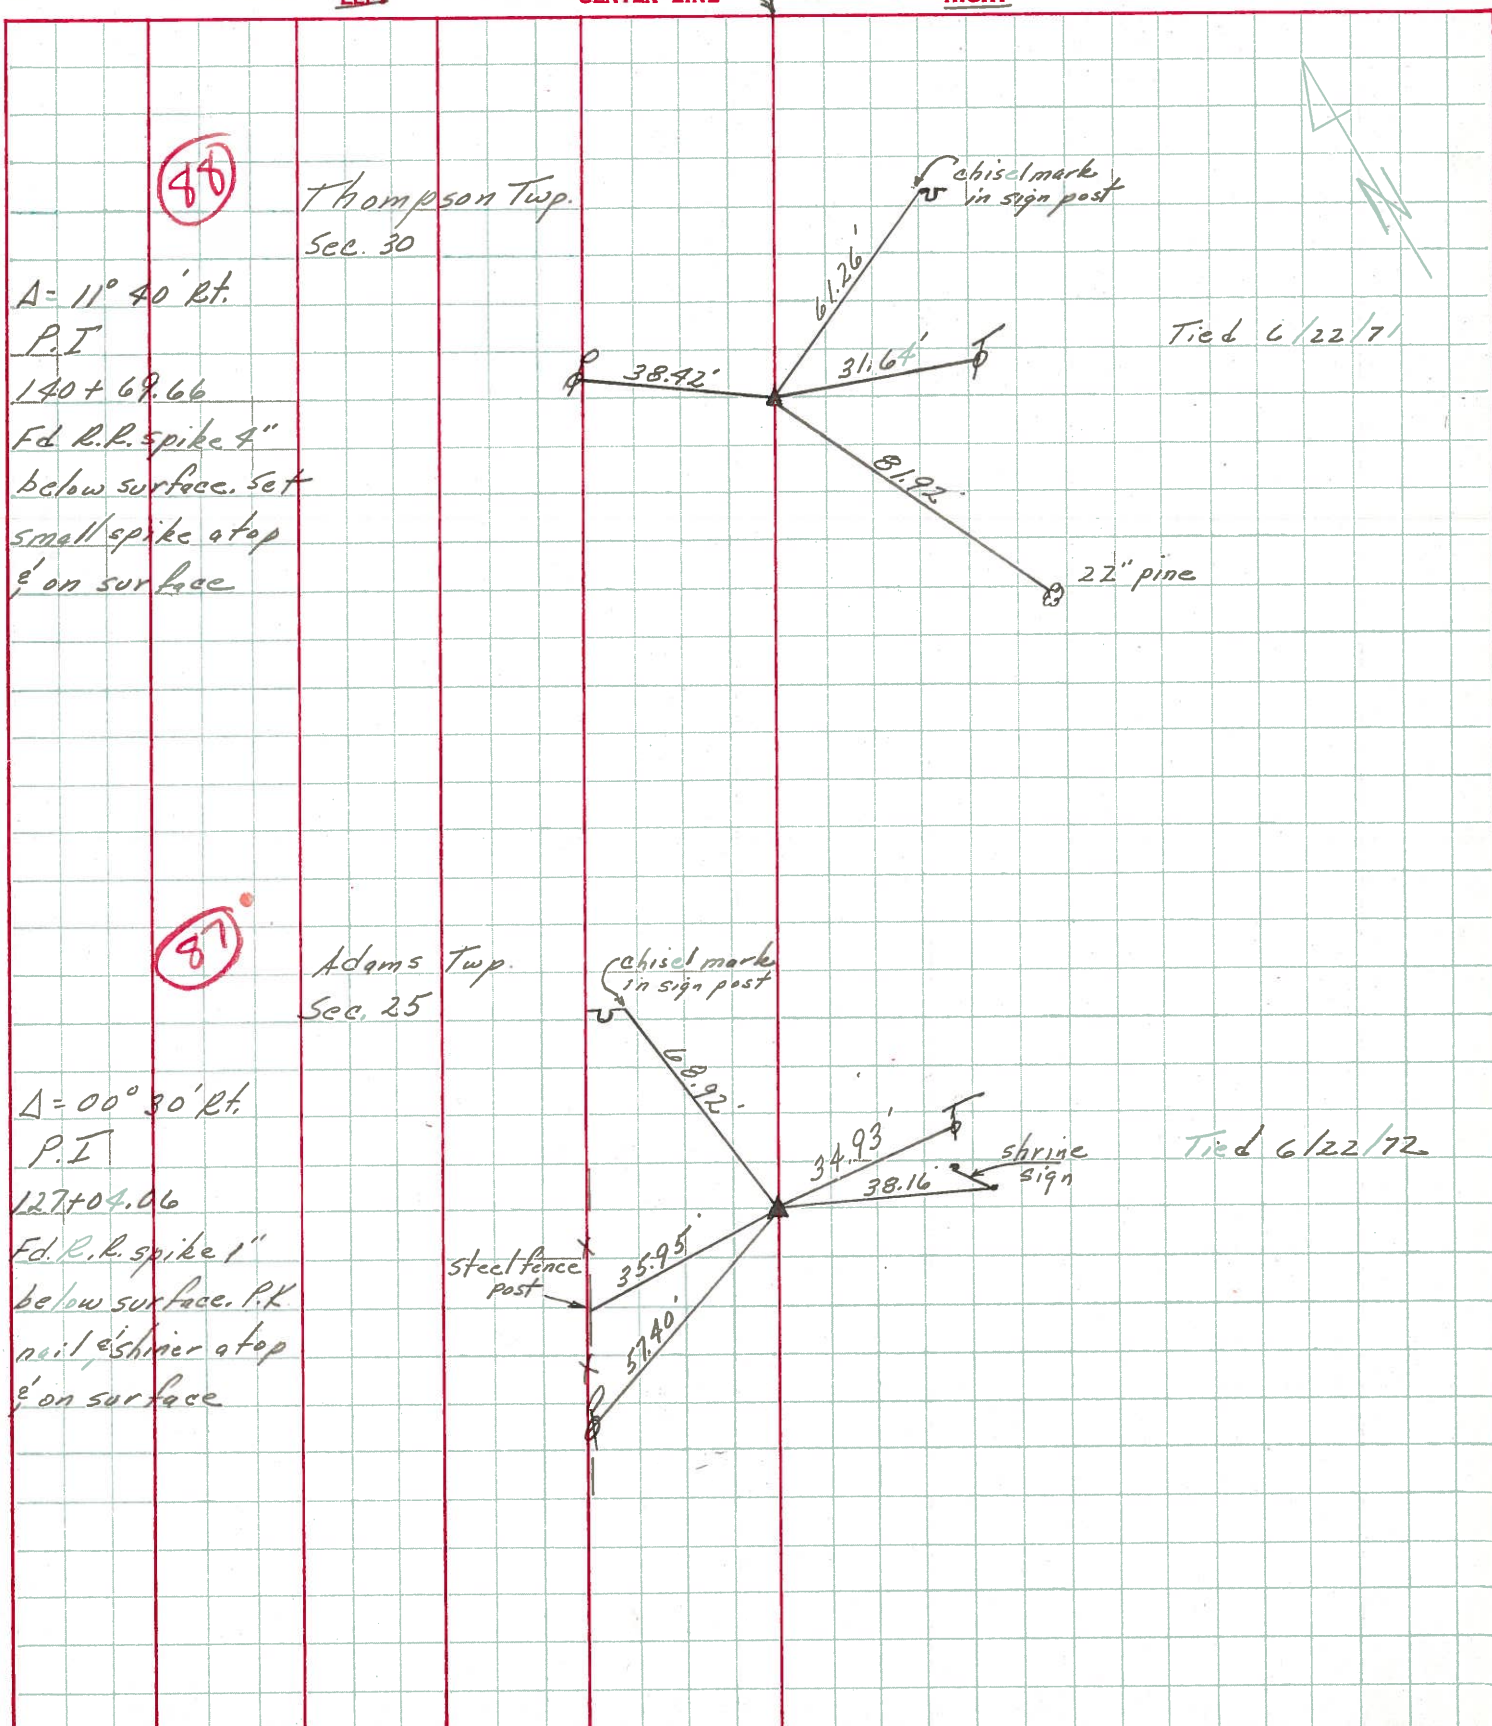 CENTER LINE
88
Thompson Twp.
Sec. 30
Δ= 11° 40' Rt.
P.I
140 + 69.66
Fd R.R. spike 4"
below surface. Set
small spike atop
& on surface
chisel mark
in sign post
61.26'
31.64'
38.42'
81.92'
22" pine
Tied 6/22/71
N
87
Adams Twp.
Sec. 25
Δ= 00° 30' Rt.
P.I
127+04.06
Fd. R.R. spike 1"
below surface. P.K
nail & shiner atop
& on surface
chisel mark
in sign post
68.92'
34.93'
38.16'
shrine
sign
35.95'
57.40'
steel fence
post
Tied 6/22/72